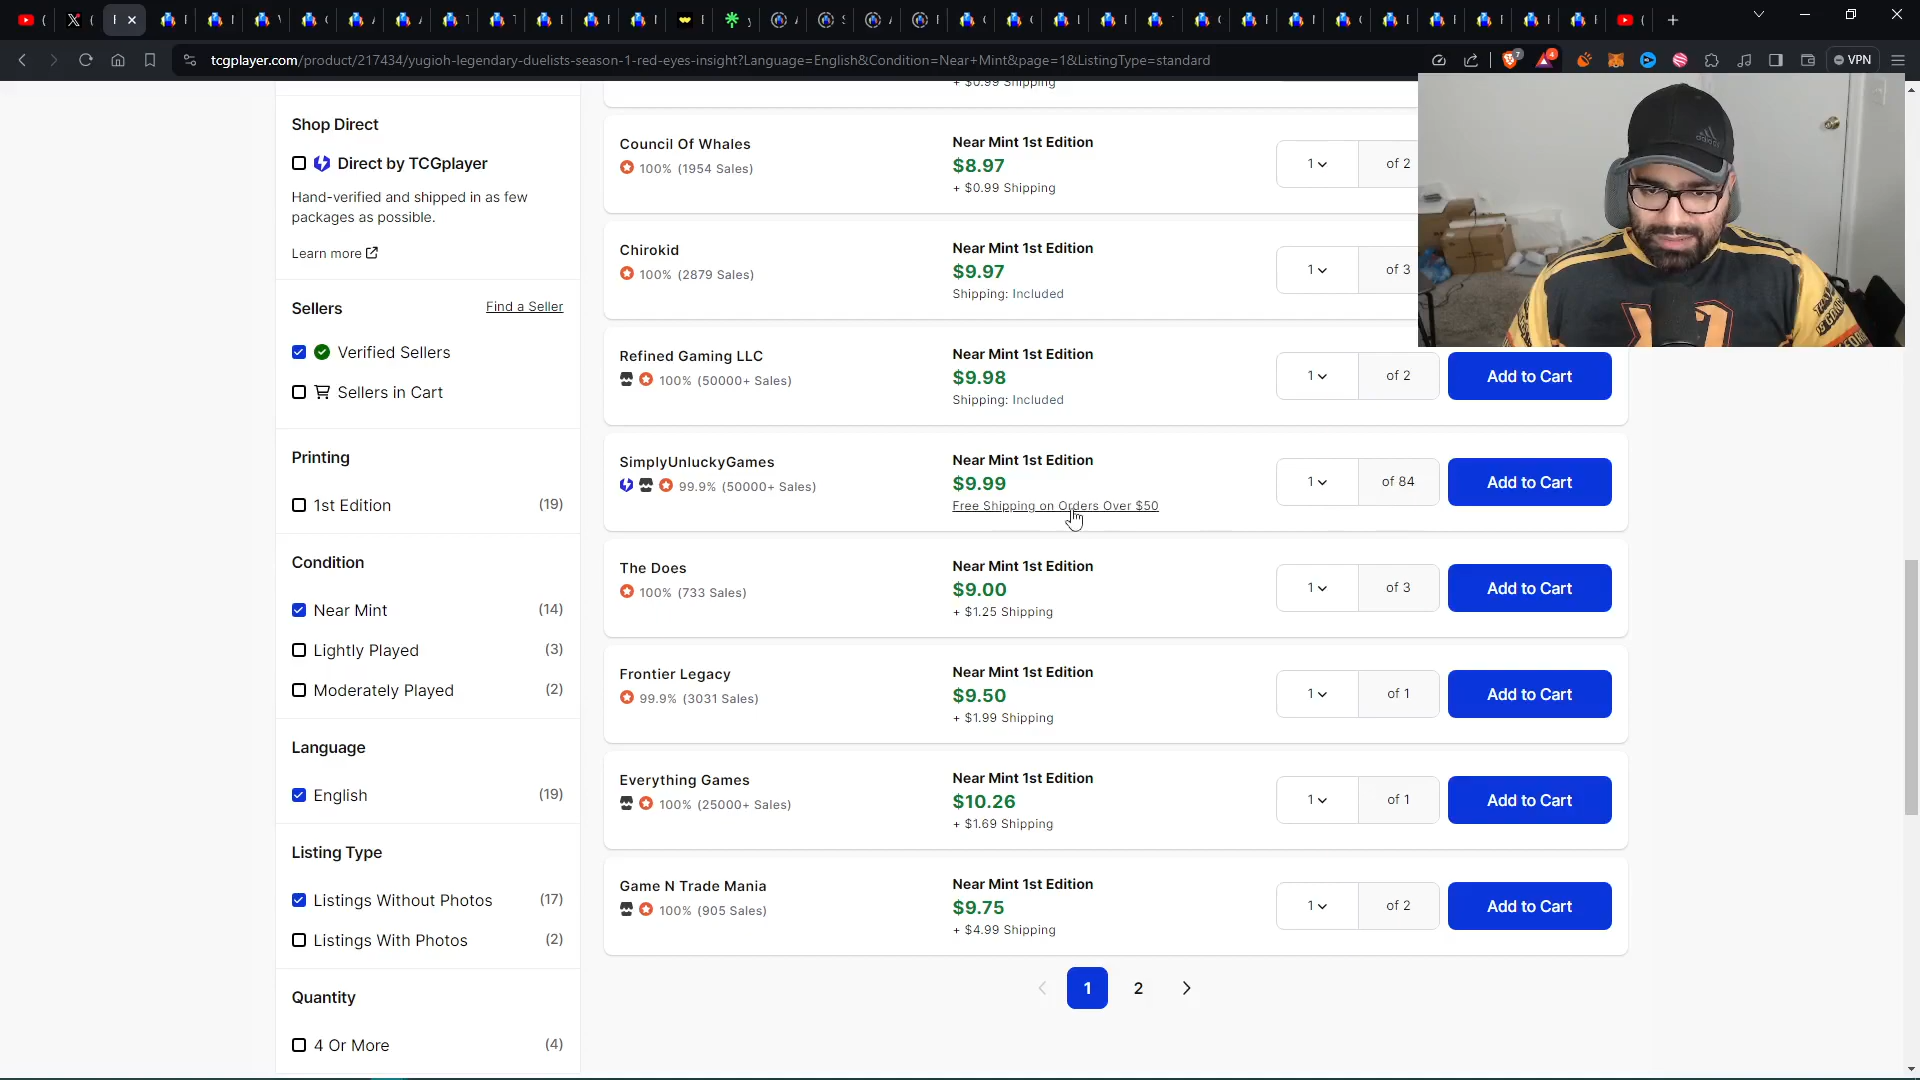 tcgplayer.com/product/217434/yugioh-legendary-duelists-season-1-red-eyes-insight?Language=English&Condition=Near+Mint&page=1&ListingType=standard
VPN
+ $0.99 Shipping
Shop Direct
Direct by TCGplayer
Hand-verified and shipped in as few
packages as possible.
Learn more
Sellers
Find a Seller
Verified Sellers
Sellers in Cart
Printing
1st Edition (19)
Condition
Near Mint (14)
Lightly Played (3)
Moderately Played (2)
Language
English (19)
Listing Type
Listings Without Photos (17)
Listings With Photos (2)
Quantity
4 Or More (4)
Council Of Whales
100% (1954 Sales)
Near Mint 1st Edition
$8.97
+ $0.99 Shipping
1
of 2
Chirokid
100% (2879 Sales)
Near Mint 1st Edition
$9.97
Shipping: Included
1
of 3
Refined Gaming LLC
100% (50000+ Sales)
Near Mint 1st Edition
$9.98
Shipping: Included
1
of 2
Add to Cart
SimplyUnluckyGames
99.9% (50000+ Sales)
Near Mint 1st Edition
$9.99
Free Shipping on Orders Over $50
1
of 84
Add to Cart
The Does
100% (733 Sales)
Near Mint 1st Edition
$9.00
+ $1.25 Shipping
1
of 3
Add to Cart
Frontier Legacy
99.9% (3031 Sales)
Near Mint 1st Edition
$9.50
+ $1.99 Shipping
1
of 1
Add to Cart
Everything Games
100% (25000+ Sales)
Near Mint 1st Edition
$10.26
+ $1.69 Shipping
1
of 1
Add to Cart
Game N Trade Mania
100% (905 Sales)
Near Mint 1st Edition
$9.75
+ $4.99 Shipping
1
of 2
Add to Cart
1 2